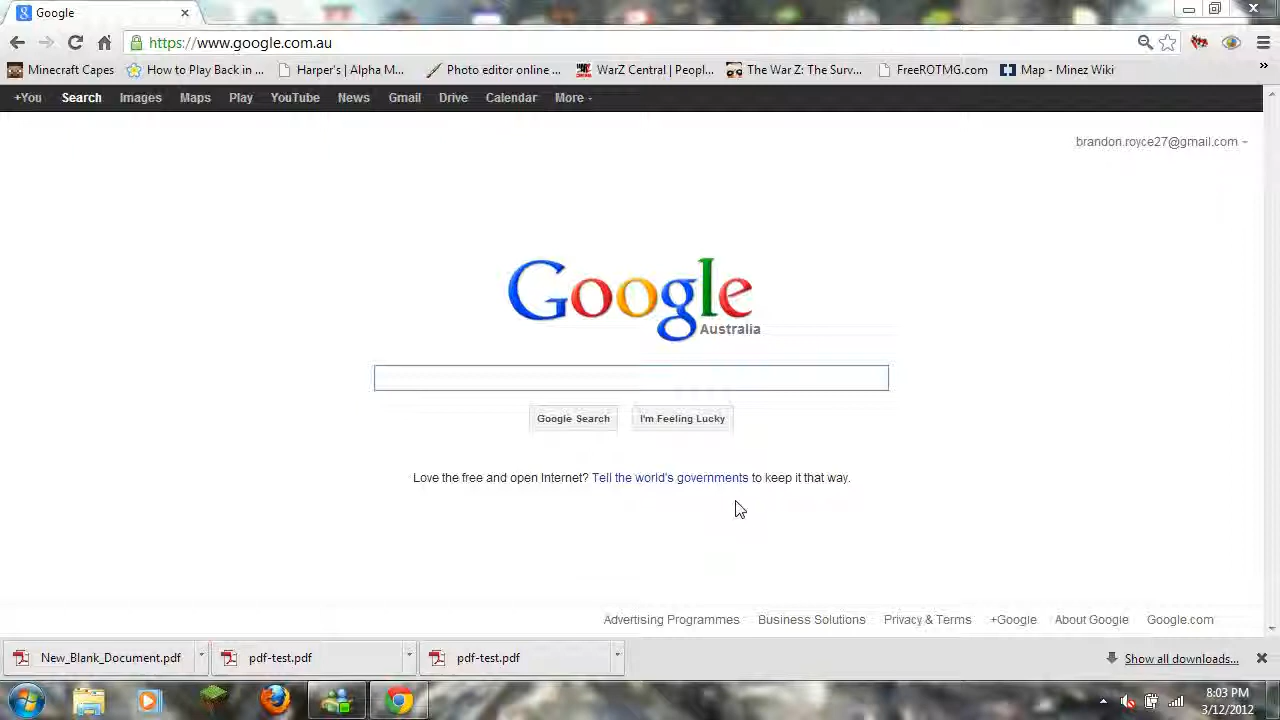 Google
https://www.google.com.au
Minecraft Capes How to Play Back in ... Harper's | Alpha M... Photo editor online ... WarZ Central | Peopl... The War Z: The Surv... FreeROTMG.com Map - Minez Wiki »
+You Search Images Maps Play YouTube News Gmail Drive Calendar More
brandon.royce27@gmail.com
Google
Australia
Google Search I'm Feeling Lucky
Love the free and open Internet? Tell the world's governments to keep it that way.
Advertising Programmes Business Solutions Privacy & Terms +Google About Google Google.com
New_Blank_Document.pdf pdf-test.pdf pdf-test.pdf Show all downloads...
8:03 PM
3/12/2012